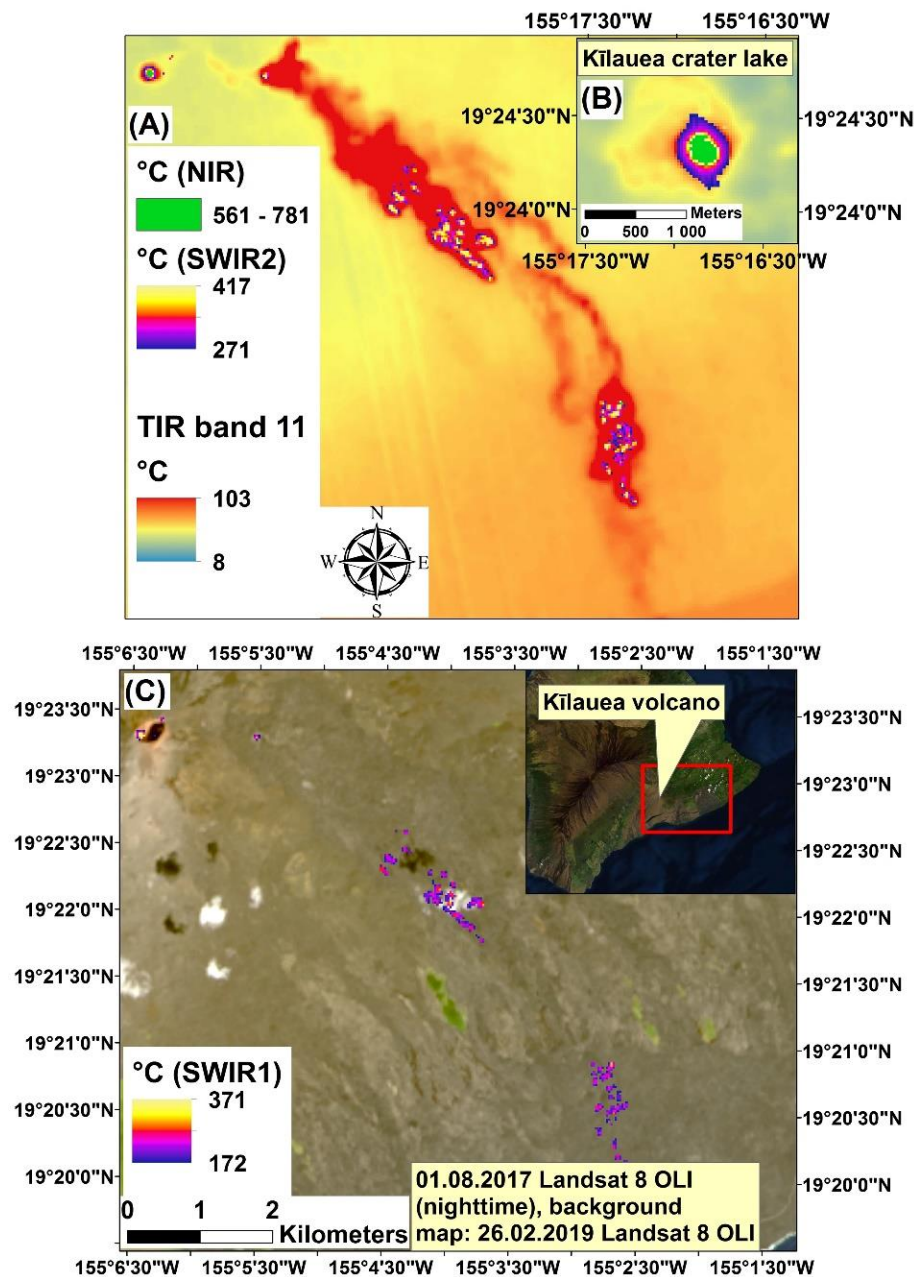 155°17'30"W 155°16'30"W
Kīlauea crater lake
(A)
(B)
19°24'30"N 19°24'30"N
19°24'0"N 19°24'0"N
Meters
0 500 1 000
155°17'30"W 155°16'30"W
°C (NIR)
561 - 781
°C (SWIR2)
417
271
TIR band 11
°C
103
8
N
W E
S
155°6'30"W 155°5'30"W 155°4'30"W 155°3'30"W 155°2'30"W 155°1'30"W
(C)
Kīlauea volcano
19°23'30"N 19°23'30"N
19°23'0"N 19°23'0"N
19°22'30"N 19°22'30"N
19°22'0"N 19°22'0"N
19°21'30"N 19°21'30"N
19°21'0"N 19°21'0"N
19°20'30"N 19°20'30"N
19°20'0"N 19°20'0"N
°C (SWIR1)
371
172
0 1 2
Kilometers
01.08.2017 Landsat 8 OLI
(nighttime), background
map: 26.02.2019 Landsat 8 OLI
155°6'30"W 155°5'30"W 155°4'30"W 155°3'30"W 155°2'30"W 155°1'30"W